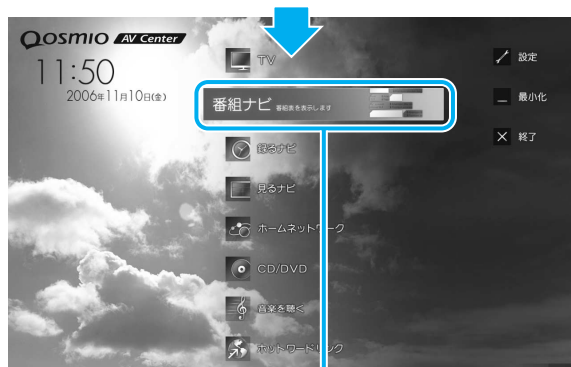 Qosmio AV Center
11:50
2006年11月10日(金)
TV
番組ナビ 番組表を表示します
録るナビ
見るナビ
ホームネットワーク
CD/DVD
音楽を聴く
ホットワードリンク
設定
最小化
終了